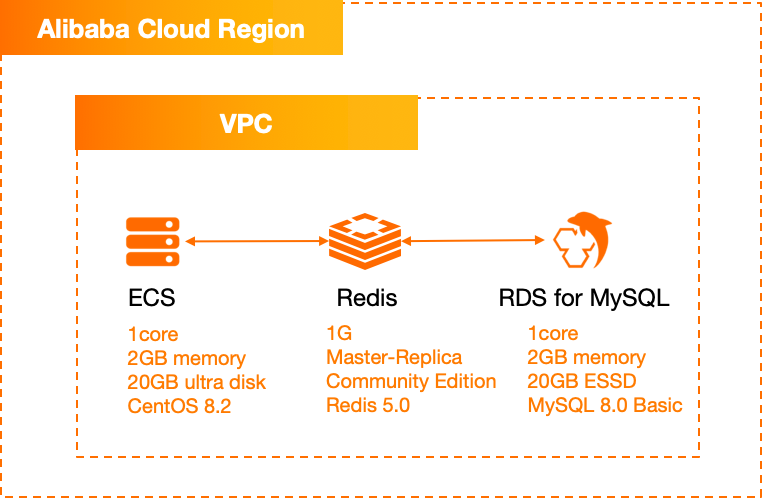 Alibaba Cloud Region
VPC
ECS
1core
2GB memory
20GB ultra disk
CentOS 8.2
Redis
1G
Master-Replica
Community Edition
Redis 5.0
RDS for MySQL
1core
2GB memory
20GB ESSD
MySQL 8.0 Basic